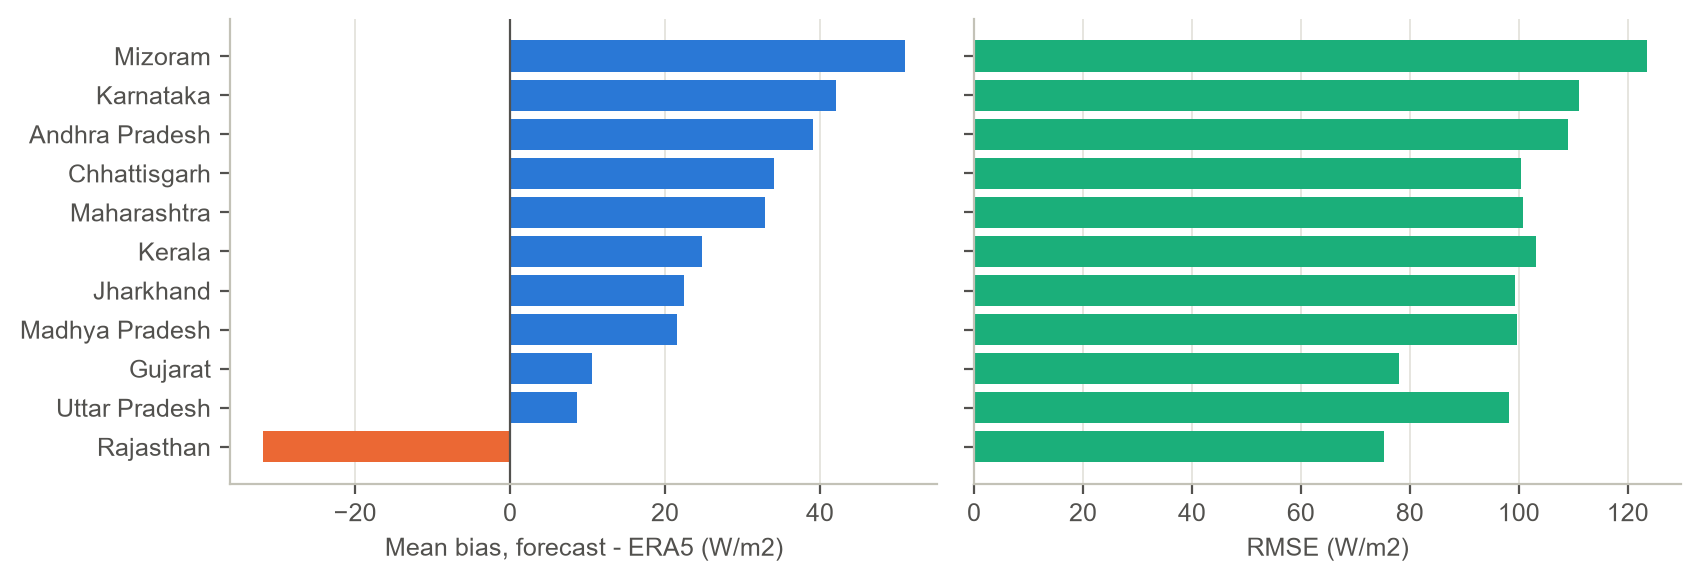 Mizoram
Karnataka
Andhra Pradesh
Chhattisgarh
Maharashtra
Kerala
Jharkhand
Madhya Pradesh
Gujarat
Uttar Pradesh
Rajasthan
−20 0 20 40
Mean bias, forecast - ERA5 (W/m2)
0 20 40 60 80 100 120
RMSE (W/m2)